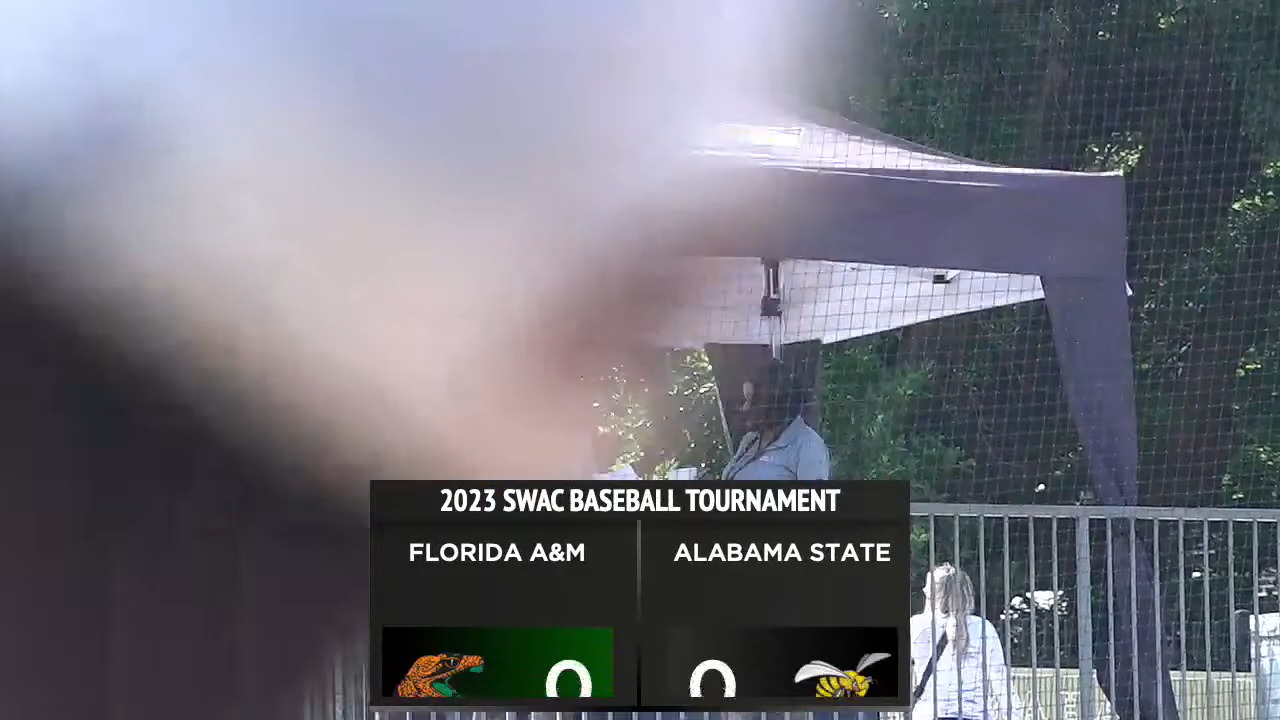 2023 SWAC BASEBALL TOURNAMENT
FLORIDA A&M
ALABAMA STATE
0
0